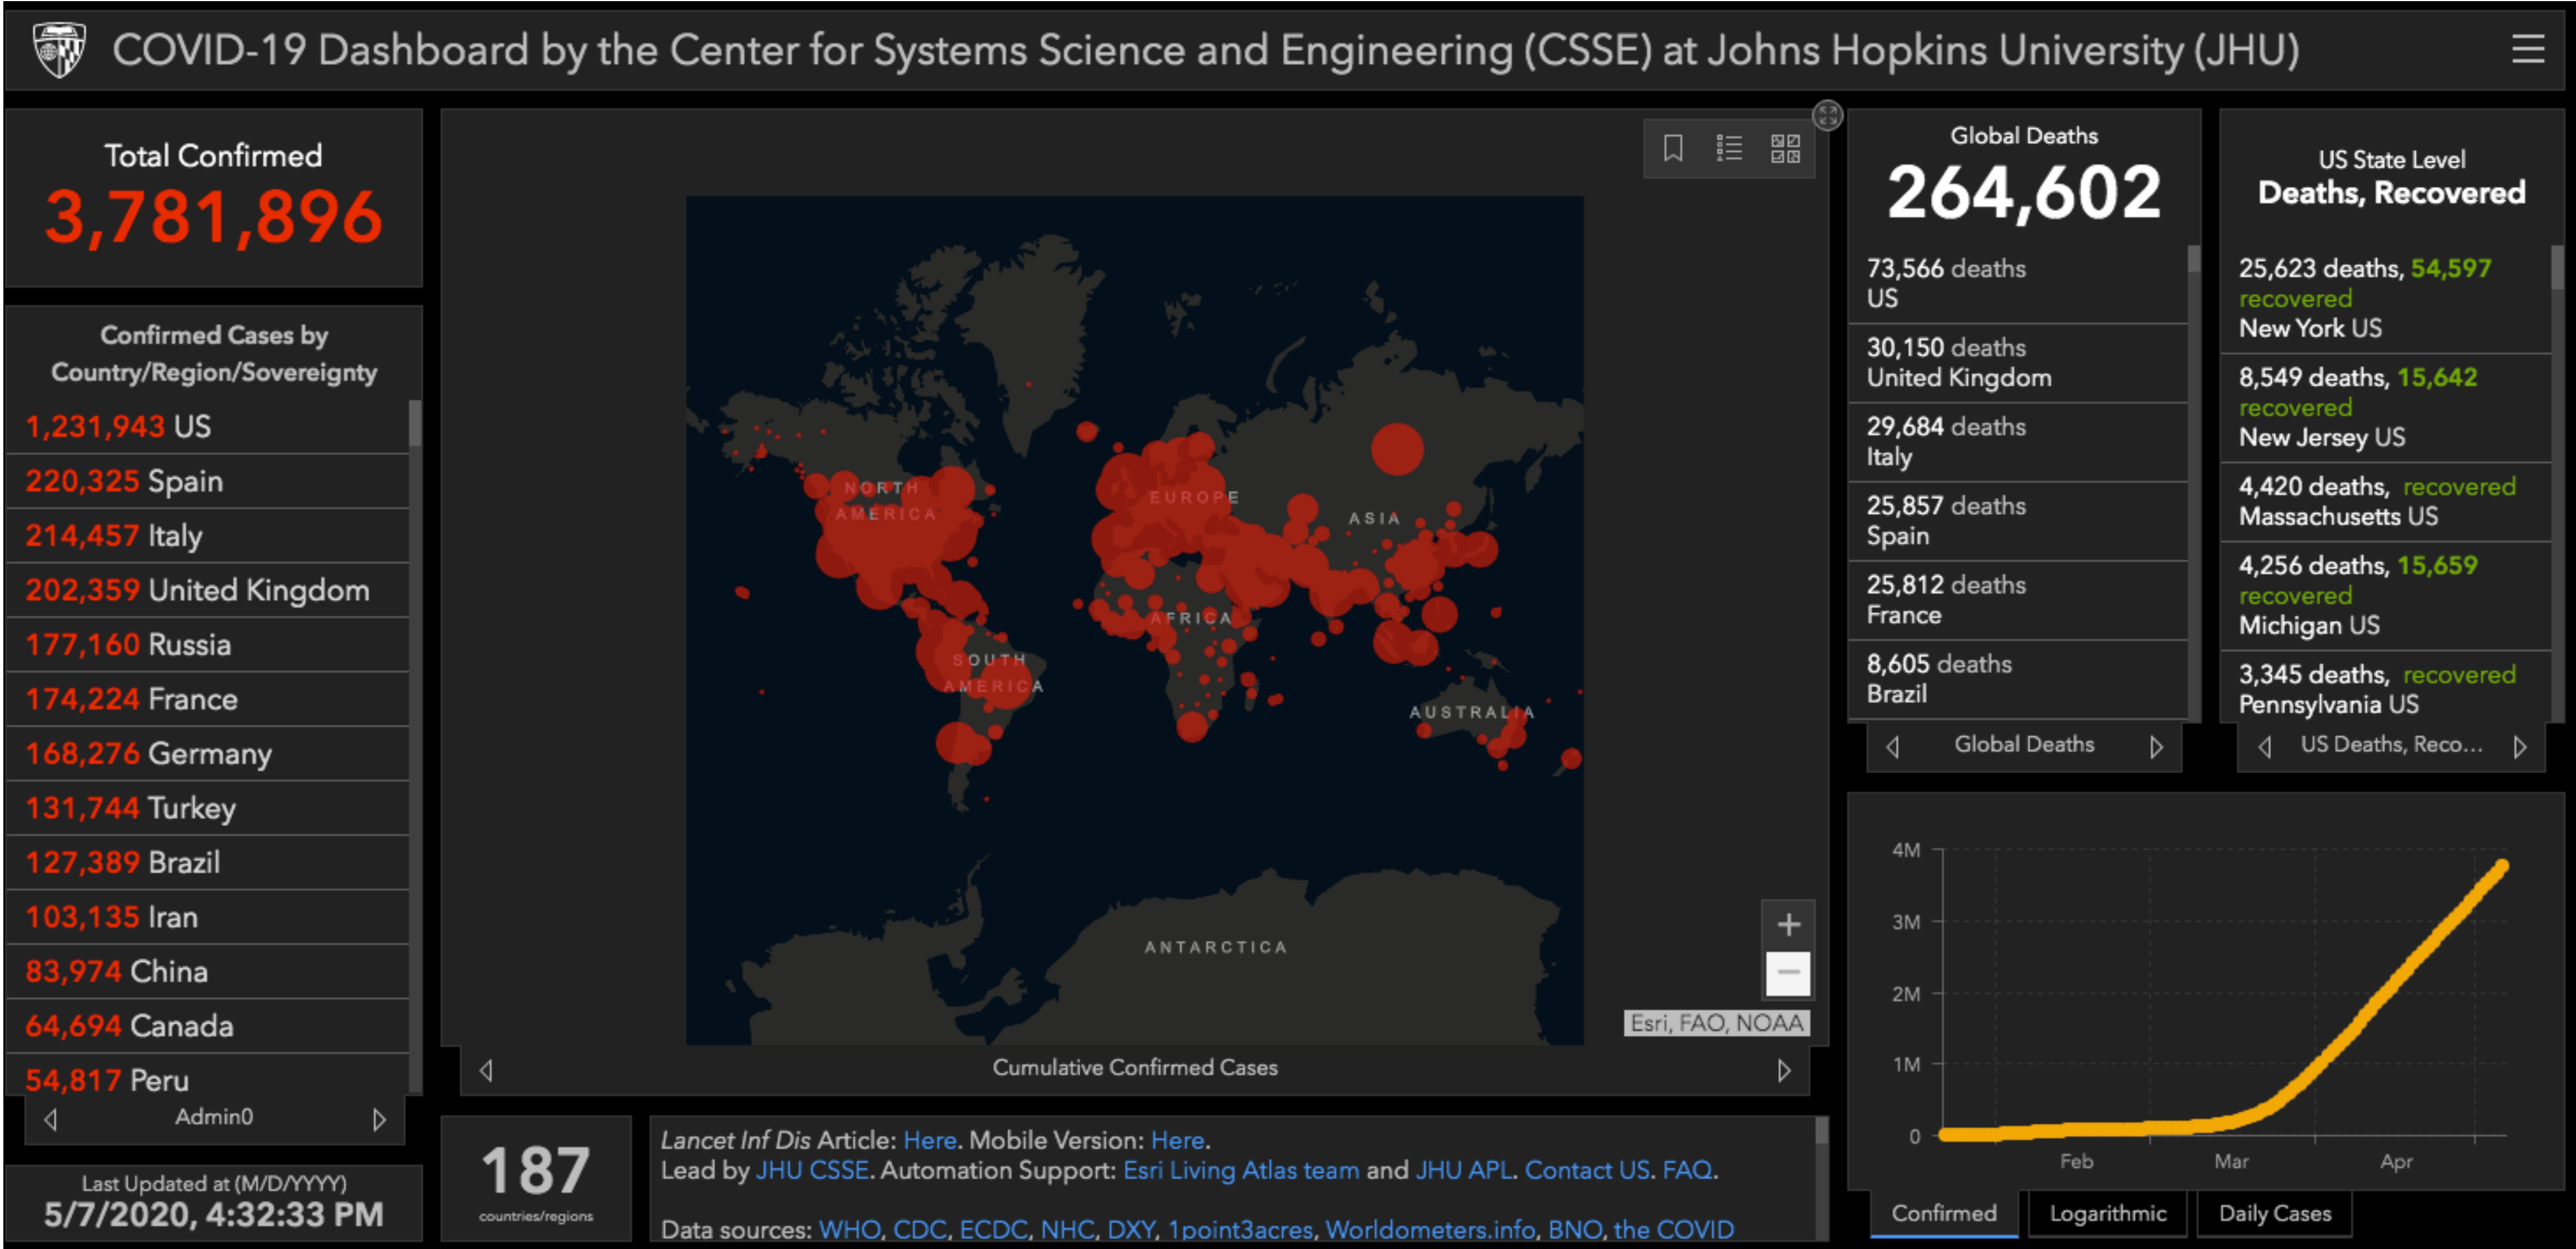 COVID-19 Dashboard by the Center for Systems Science and Engineering (CSSE) at Johns Hopkins University (JHU)
Total Confirmed
3,781,896
Confirmed Cases by
Country/Region/Sovereignty
1,231,943 US
220,325 Spain
214,457 Italy
202,359 United Kingdom
177,160 Russia
174,224 France
168,276 Germany
131,744 Turkey
127,389 Brazil
103,135 Iran
83,974 China
64,694 Canada
54,817 Peru
Admin0
Last Updated at (M/D/YYYY)
5/7/2020, 4:32:33 PM
NORTH
AMERICA
EUROPE
ASIA
AFRICA
SOUTH
AMERICA
AUSTRALIA
ANTARCTICA
+
−
Esri, FAO, NOAA
Cumulative Confirmed Cases
187
countries/regions
Lancet Inf Dis Article: Here. Mobile Version: Here.
Lead by JHU CSSE. Automation Support: Esri Living Atlas team and JHU APL. Contact US. FAQ.
Data sources: WHO, CDC, ECDC, NHC, DXY, 1point3acres, Worldometers.info, BNO, the COVID
Global Deaths
264,602
73,566 deaths
US
30,150 deaths
United Kingdom
29,684 deaths
Italy
25,857 deaths
Spain
25,812 deaths
France
8,605 deaths
Brazil
Global Deaths
US State Level
Deaths, Recovered
25,623 deaths, 54,597
recovered
New York US
8,549 deaths, 15,642
recovered
New Jersey US
4,420 deaths, recovered
Massachusetts US
4,256 deaths, 15,659
recovered
Michigan US
3,345 deaths, recovered
Pennsylvania US
US Deaths, Reco...
4M
3M
2M
1M
0
Feb Mar Apr
Confirmed Logarithmic Daily Cases